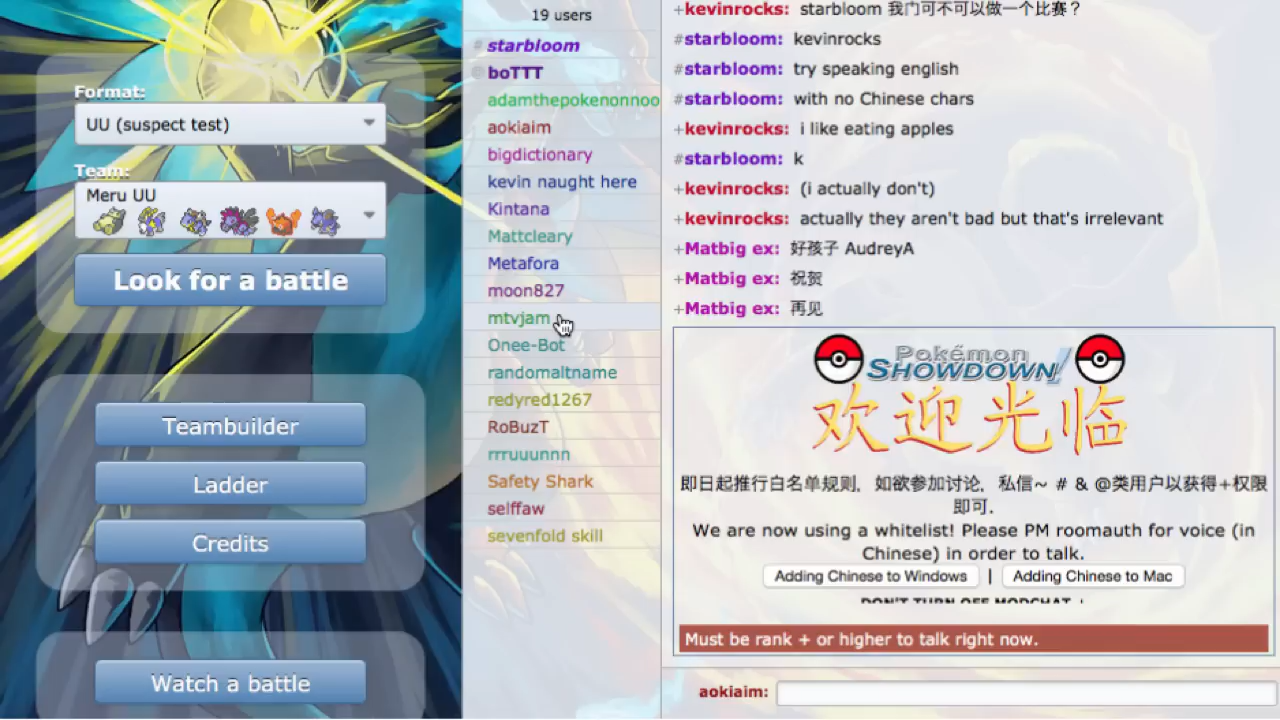 Format:
UU (suspect test)
Team:
Meru UU
Look for a battle
Teambuilder
Ladder
Credits
Watch a battle
19 users
#starbloom
boTTT
adamthepokenonnoo
aokiaim
bigdictionary
kevin naught here
Kintana
Mattcleary
Metafora
moon827
mtvjam
Onee-Bot
randomaltname
redyred1267
RoBuzT
rrruuunnn
Safety Shark
selffaw
sevenfold skill
+kevinrocks: starbloom 我门可不可以做一个比赛？
#starbloom: kevinrocks
#starbloom: try speaking english
#starbloom: with no Chinese chars
+kevinrocks: i like eating apples
#starbloom: k
+kevinrocks: (i actually don't)
+kevinrocks: actually they aren't bad but that's irrelevant
+Matbig ex: 好孩子 AudreyA
+Matbig ex: 祝贺
+Matbig ex: 再见
Pokémon
SHOWDOWN!
欢迎光临
即日起推行白名单规则，如欲参加讨论，私信~ # & @类用户以获得+权限
即可.
We are now using a whitelist! Please PM roomauth for voice (in
Chinese) in order to talk.
Adding Chinese to Windows | Adding Chinese to Mac
DON'T TURN OFF MODCHAT
Must be rank + or higher to talk right now.
aokiaim: